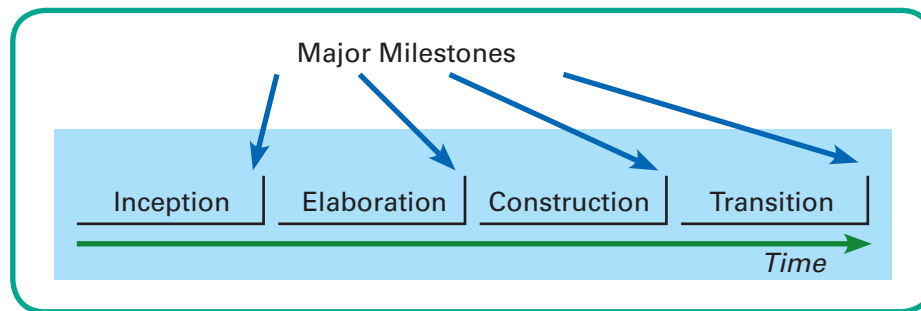 Major Milestones
Inception Elaboration Construction Transition
Time